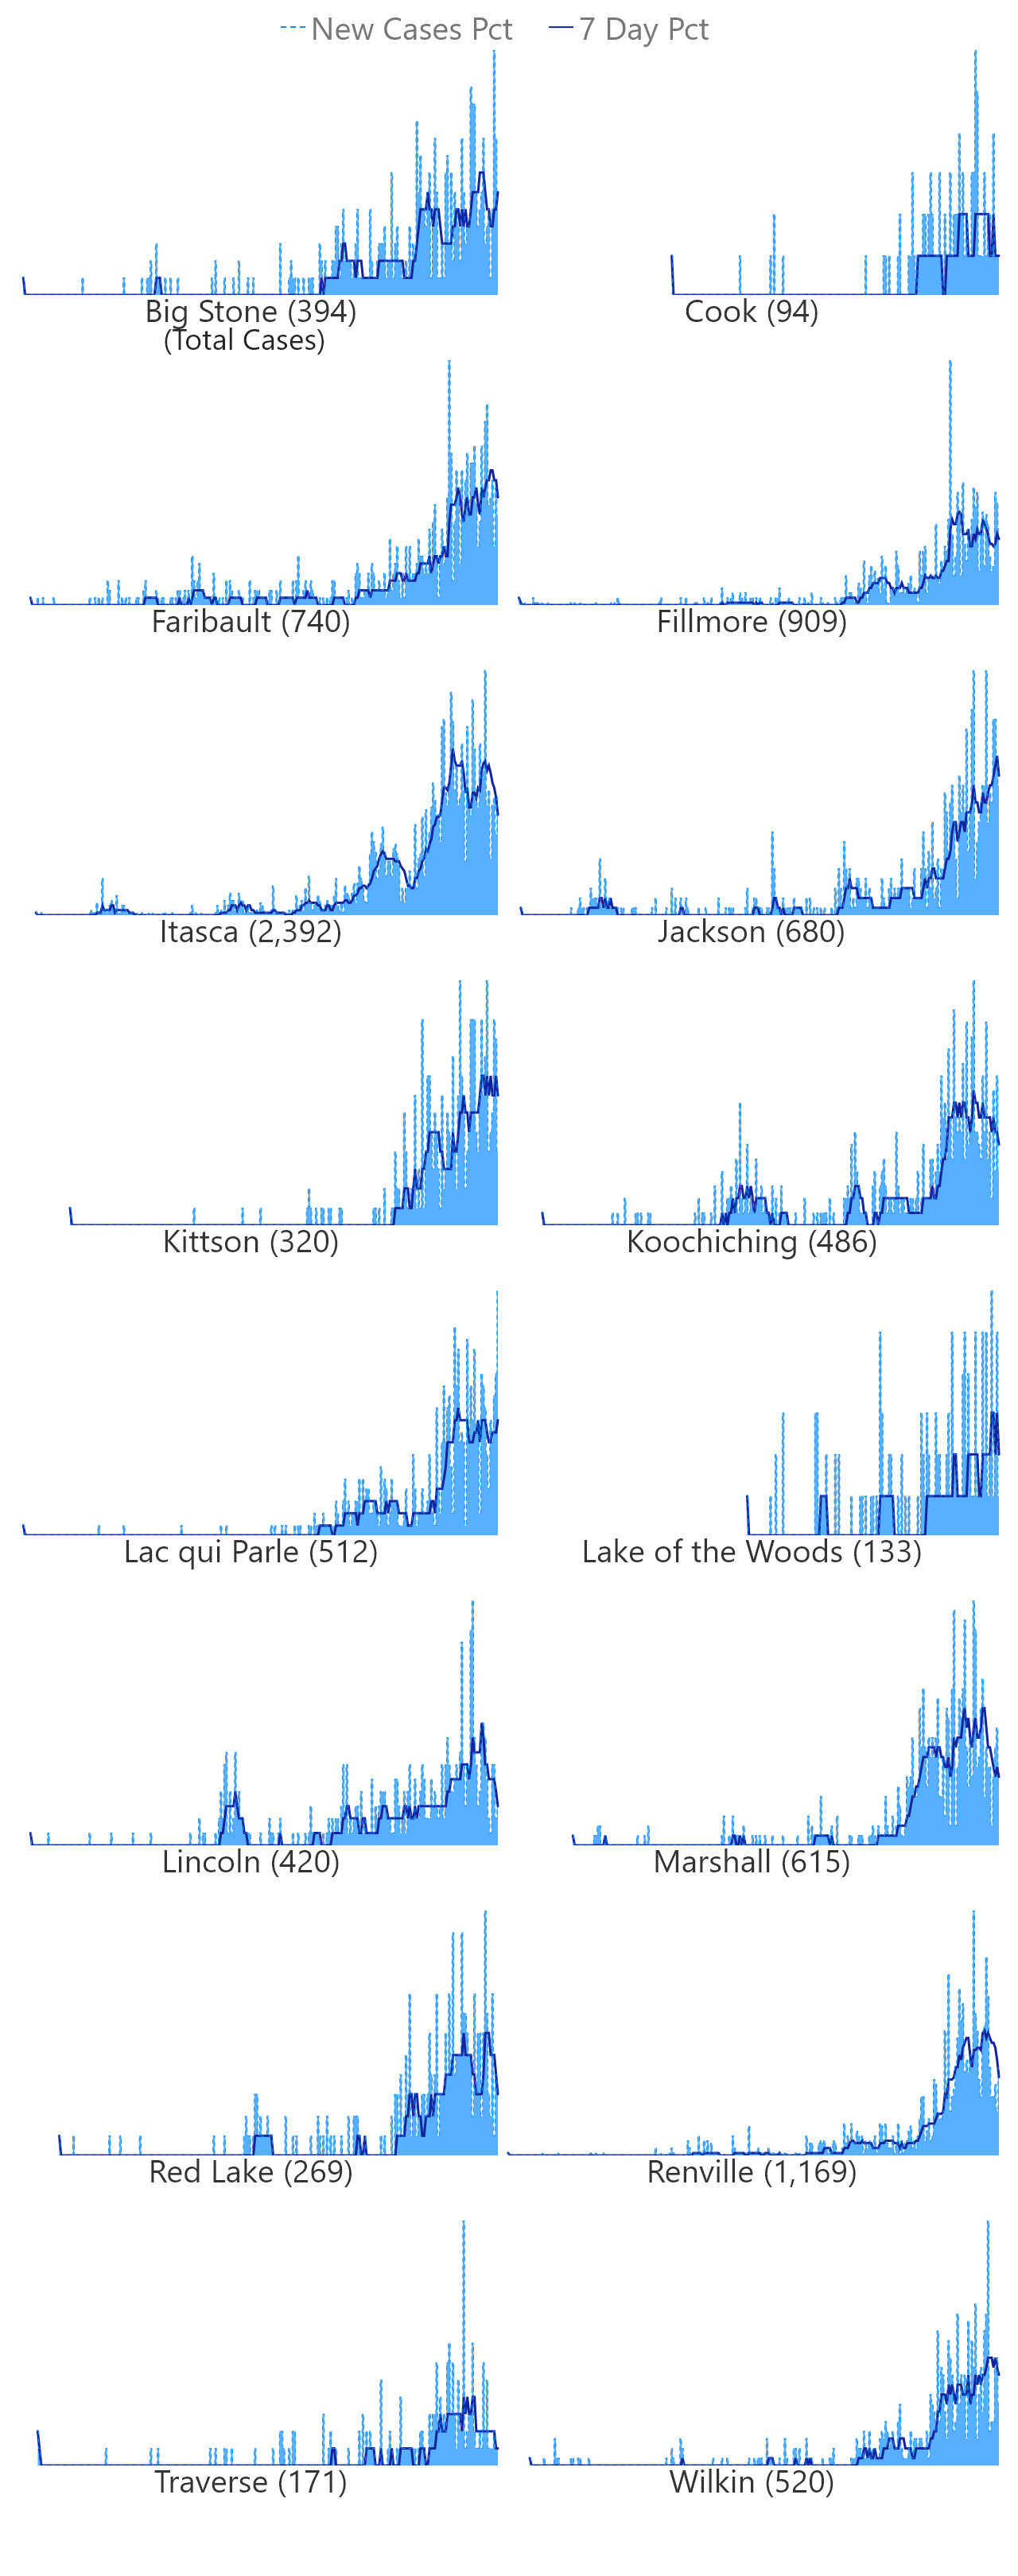 New Cases Pct 7 Day Pct
Big Stone (394) Cook (94)
(Total Cases)
Faribault (740) Fillmore (909)
Itasca (2,392) Jackson (680)
Kittson (320) Koochiching (486)
Lac qui Parle (512) Lake of the Woods (133)
Lincoln (420) Marshall (615)
Red Lake (269) Renville (1,169)
Traverse (171) Wilkin (520)